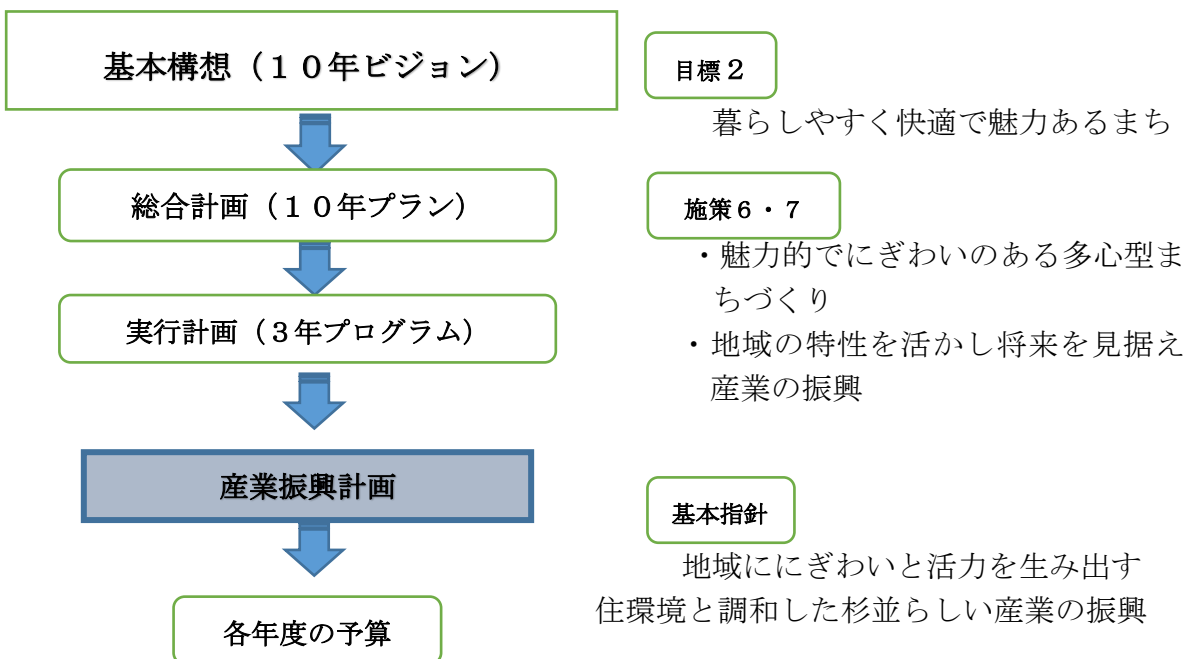 基本構想（１０年ビジョン）
目標２
暮らしやすく快適で魅力あるまち
総合計画（１０年プラン）
施策６・７
・魅力的でにぎわいのある多心型ま
ちづくり
実行計画（３年プログラム）
・地域の特性を活かし将来を見据え
産業の振興
産業振興計画
基本指針
地域ににぎわいと活力を生み出す
住環境と調和した杉並らしい産業の振興
各年度の予算